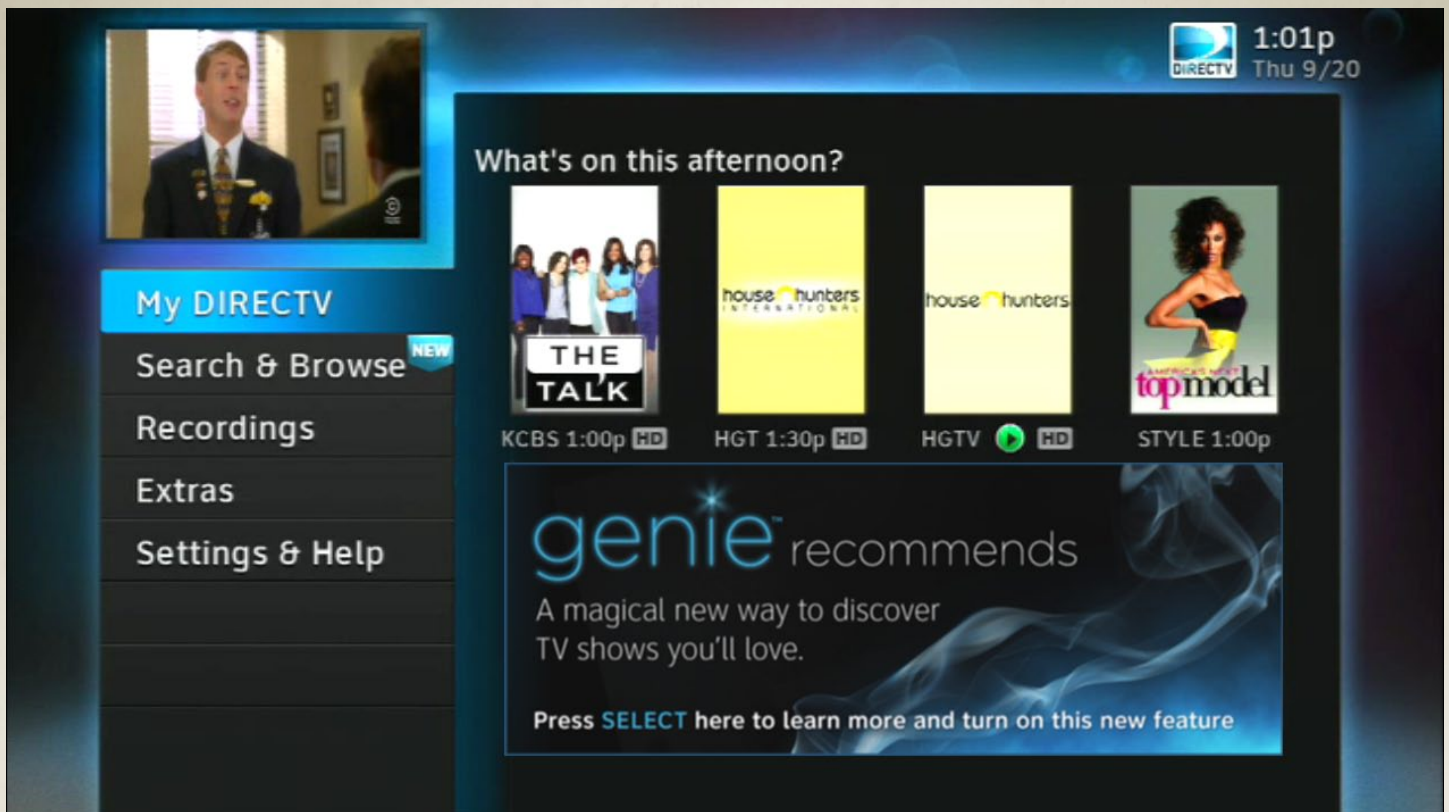 DIRECTV
1:01p
Thu 9/20
What's on this afternoon?
THE
TALK
house hunters
INTERNATIONAL
house hunters
AMERICA'S NEXT
top model
KCBS 1:00p HD
HGT 1:30p HD
HGTV HD
STYLE 1:00p
My DIRECTV
Search & Browse NEW
Recordings
Extras
Settings & Help
genie™ recommends
A magical new way to discover
TV shows you'll love.
Press SELECT here to learn more and turn on this new feature